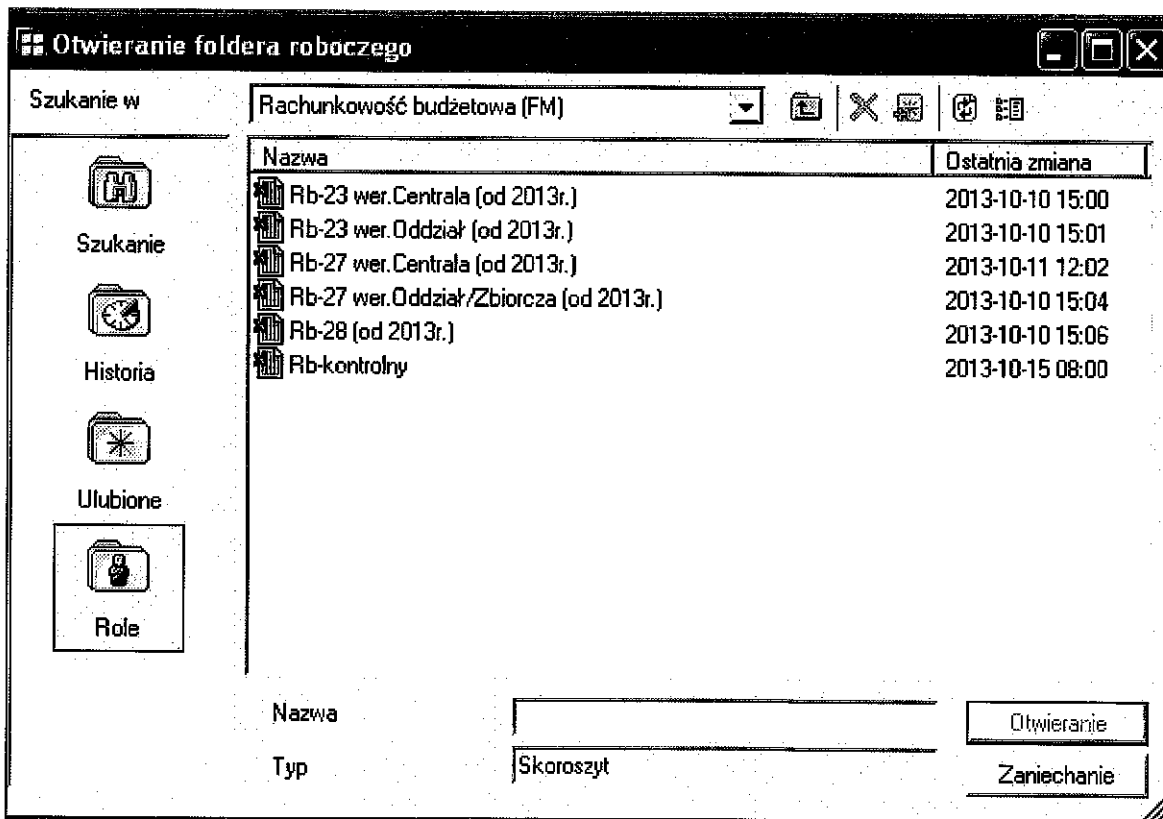 Otwieranie foldera roboczego
Szukanie w
Rachunkowość budżetowa (FM)
Nazwa
Ostatnia zmiana
Rb-23 wer.Centrala (od 2013r.) 2013-10-10 15:00
Rb-23 wer.Oddział (od 2013r.) 2013-10-10 15:01
Rb-27 wer.Centrala (od 2013r.) 2013-10-11 12:02
Rb-27 wer.Oddział/Zbiorcza (od 2013r.) 2013-10-10 15:04
Rb-28 (od 2013r.) 2013-10-10 15:06
Rb-kontrolny 2013-10-15 08:00
Szukanie
Historia
Ulubione
Role
Nazwa
Otwieranie
Typ Skoroszyt
Zaniechanie